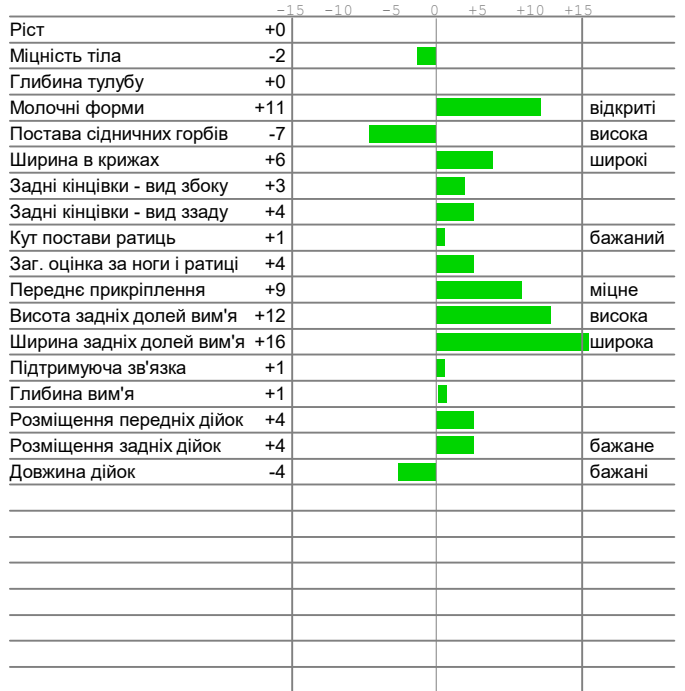 -15 -10 -5 0 +5 +10 +15
Ріст +0
Міцність тіла -2
Глибина тулубу +0
Молочні форми +11 відкриті
Постава сідничних горбів -7 висока
Ширина в крижах +6 широкі
Задні кінцівки - вид збоку +3
Задні кінцівки - вид ззаду +4
Кут постави ратиць +1 бажаний
Заг. оцінка за ноги і ратиці +4
Переднє прикріплення +9 міцне
Висота задніх долей вим'я +12 висока
Ширина задніх долей вим'я +16 широка
Підтримуюча зв'язка +1
Глибина вим'я +1
Розміщення передніх дійок +4
Розміщення задніх дійок +4 бажане
Довжина дійок -4 бажані